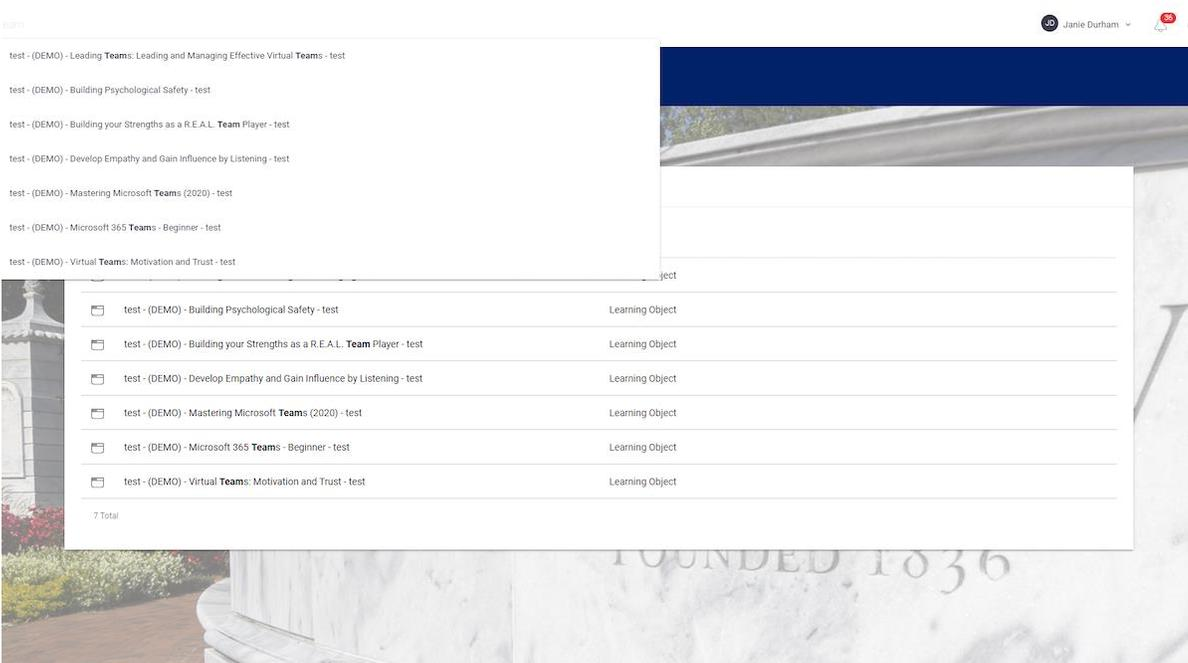 JD Janie Durham 36
test - (DEMO) - Leading Teams: Leading and Managing Effective Virtual Teams - test
test - (DEMO) - Building Psychological Safety - test
test - (DEMO) - Building your Strengths as a R.E.A.L. Team Player - test
test - (DEMO) - Develop Empathy and Gain Influence by Listening - test
test - (DEMO) - Mastering Microsoft Teams (2020) - test
test - (DEMO) - Microsoft 365 Teams - Beginner - test
test - (DEMO) - Virtual Teams: Motivation and Trust - test
test - (DEMO) - Building Psychological Safety - test Learning Object
test - (DEMO) - Building your Strengths as a R.E.A.L. Team Player - test Learning Object
test - (DEMO) - Develop Empathy and Gain Influence by Listening - test Learning Object
test - (DEMO) - Mastering Microsoft Teams (2020) - test Learning Object
test - (DEMO) - Microsoft 365 Teams - Beginner - test Learning Object
test - (DEMO) - Virtual Teams: Motivation and Trust - test Learning Object
7 Total
FOUNDED 1836